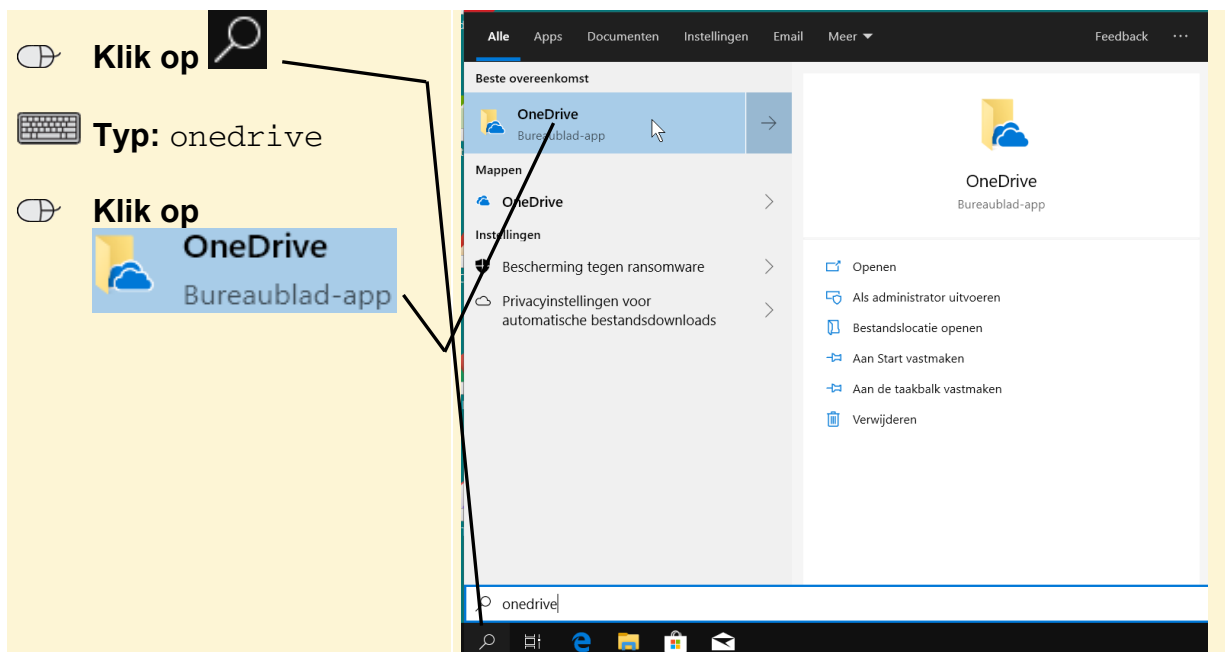 Klik op
Typ: onedrive
Klik op
OneDrive
Bureaublad-app
Alle Apps Documenten Instellingen Email Meer Feedback ...
Beste overeenkomst
OneDrive
Bureaublad-app
Mappen
OneDrive
Instellingen
Bescherming tegen ransomware
Privacyinstellingen voor
automatische bestandsdownloads
OneDrive
Bureaublad-app
Openen
Als administrator uitvoeren
Bestandslocatie openen
Aan Start vastmaken
Aan de taakbalk vastmaken
Verwijderen
onedrive